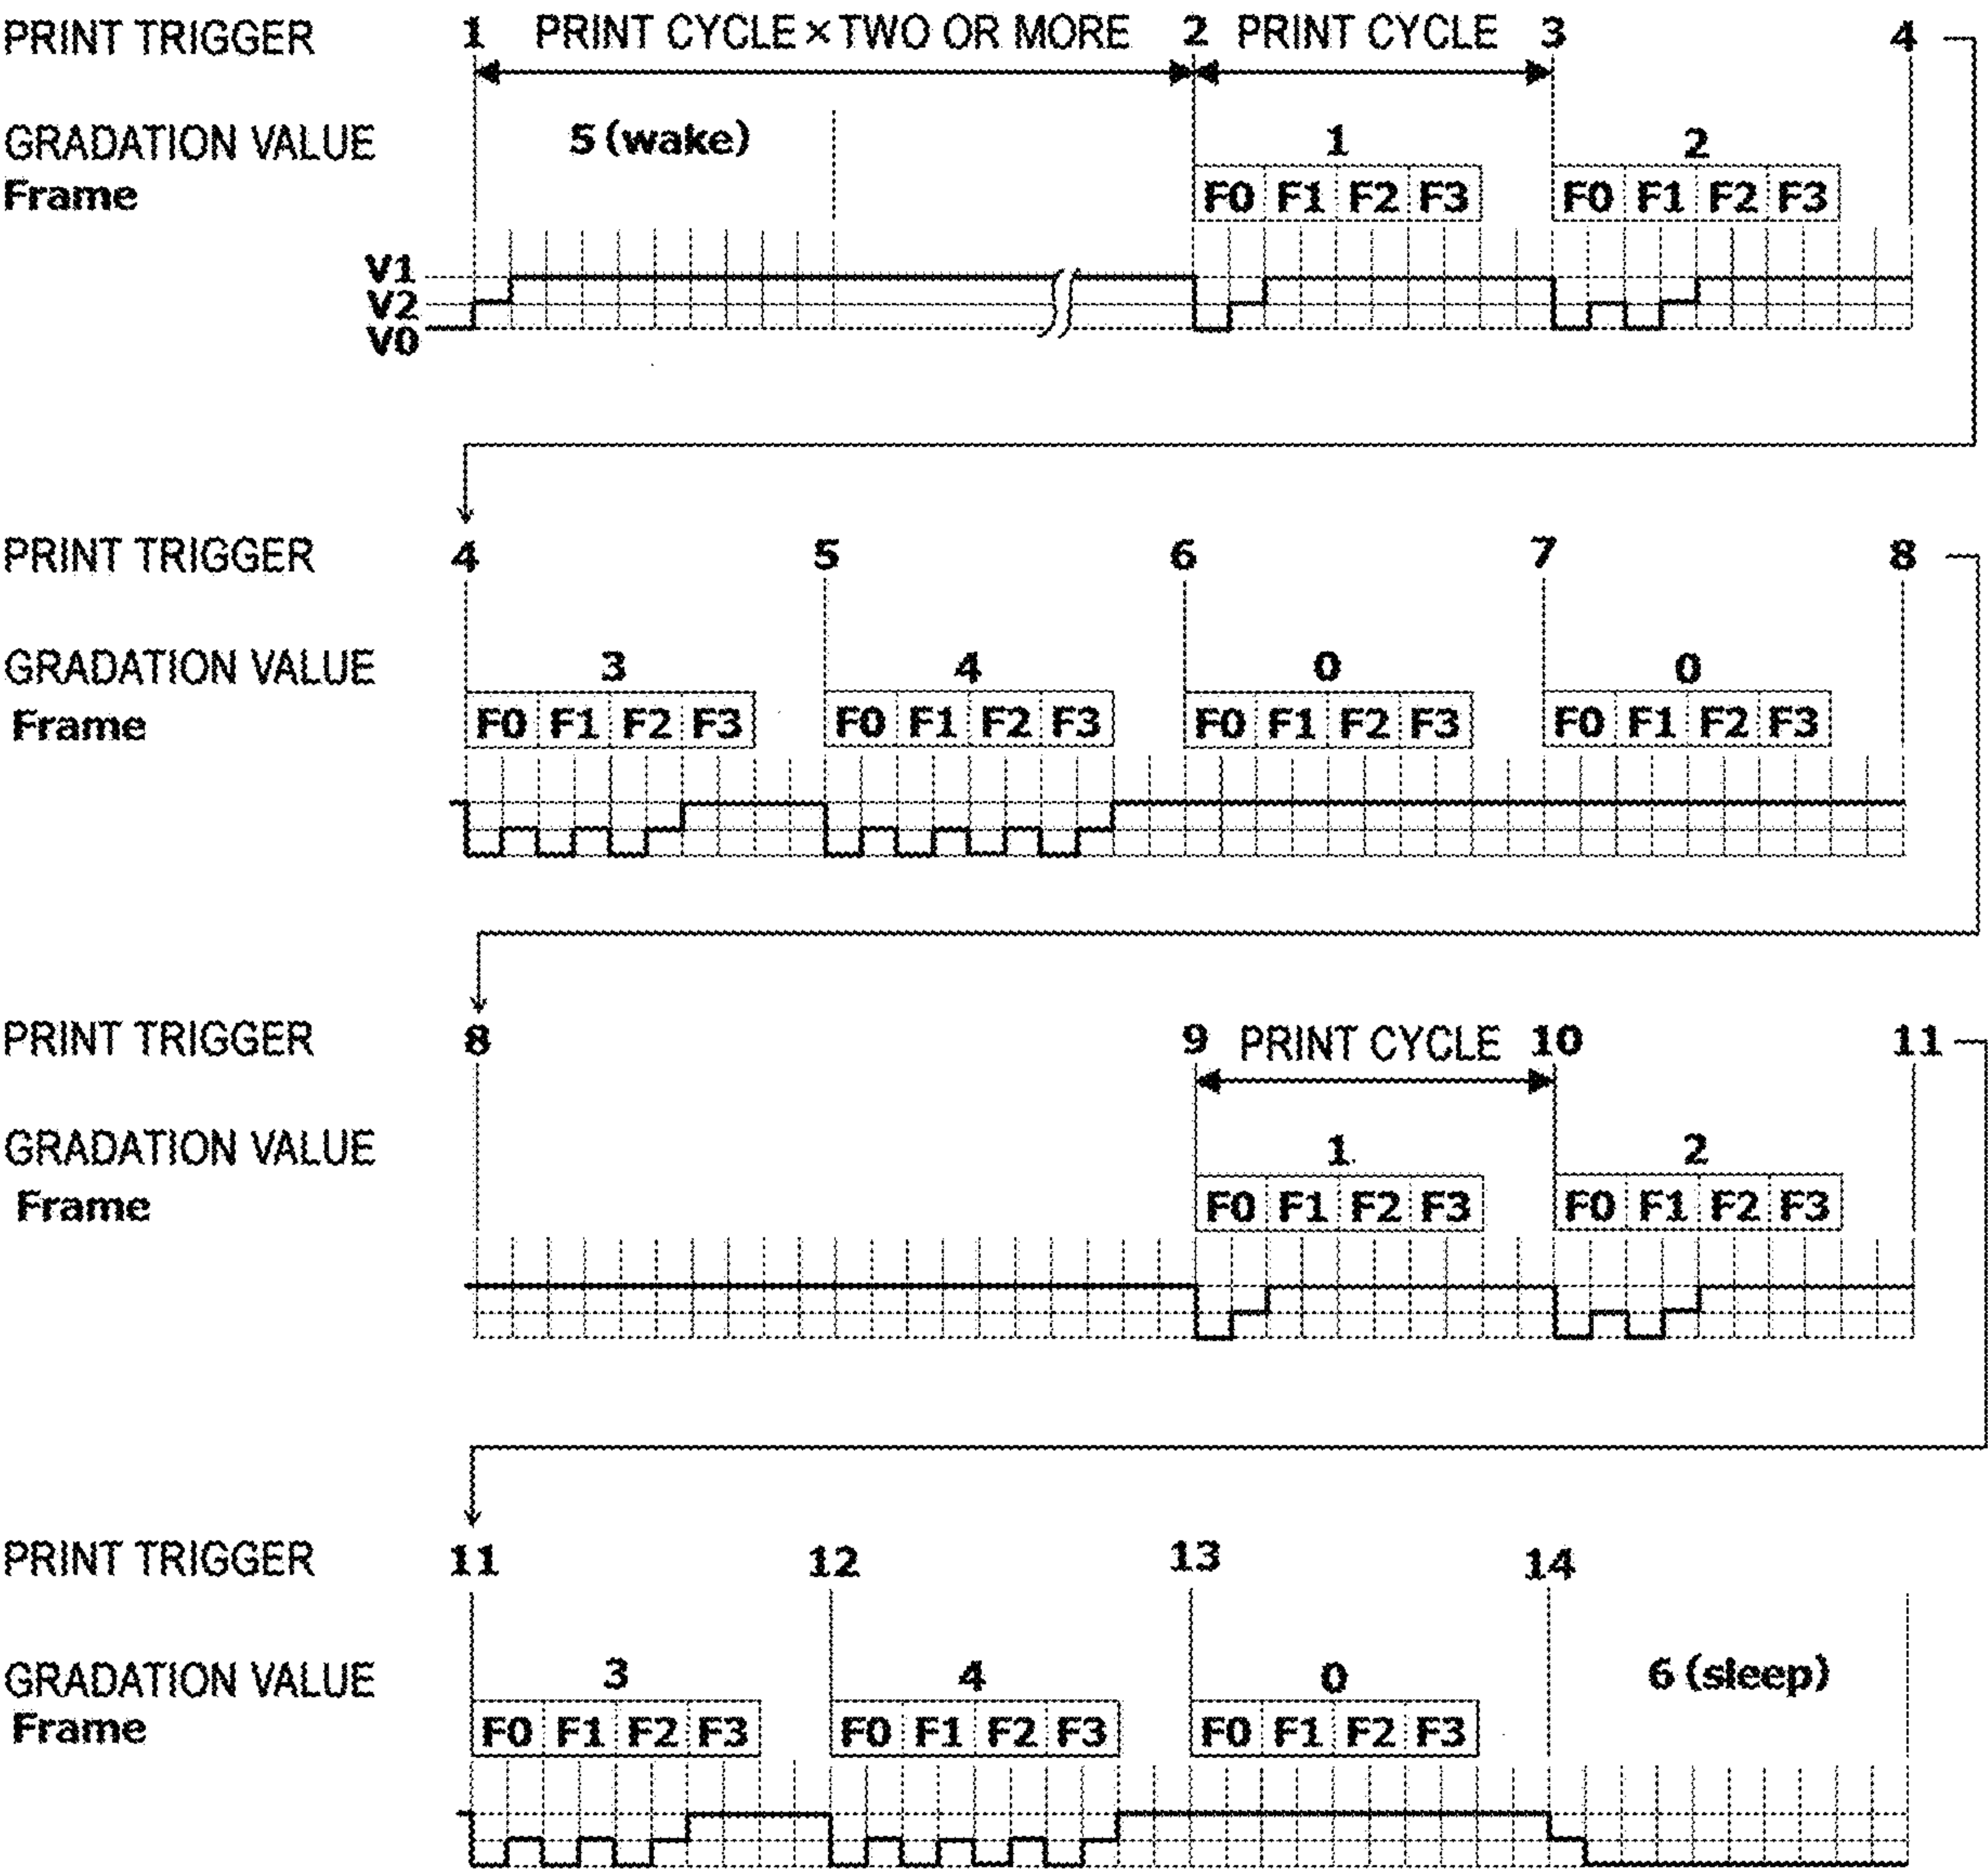 PRINT TRIGGER 1 PRINT CYCLE × TWO OR MORE 2 PRINT CYCLE 3 4
GRADATION VALUE 5 (wake) 1 2
Frame F0 F1 F2 F3 F0 F1 F2 F3
V1
V2
V0
PRINT TRIGGER 4 5 6 7 8
GRADATION VALUE 3 4 0 0
Frame F0 F1 F2 F3 F0 F1 F2 F3 F0 F1 F2 F3 F0 F1 F2 F3
PRINT TRIGGER 8 9 PRINT CYCLE 10 11
GRADATION VALUE 1 2
Frame F0 F1 F2 F3 F0 F1 F2 F3
PRINT TRIGGER 11 12 13 14
GRADATION VALUE 3 4 0 6 (sleep)
Frame F0 F1 F2 F3 F0 F1 F2 F3 F0 F1 F2 F3